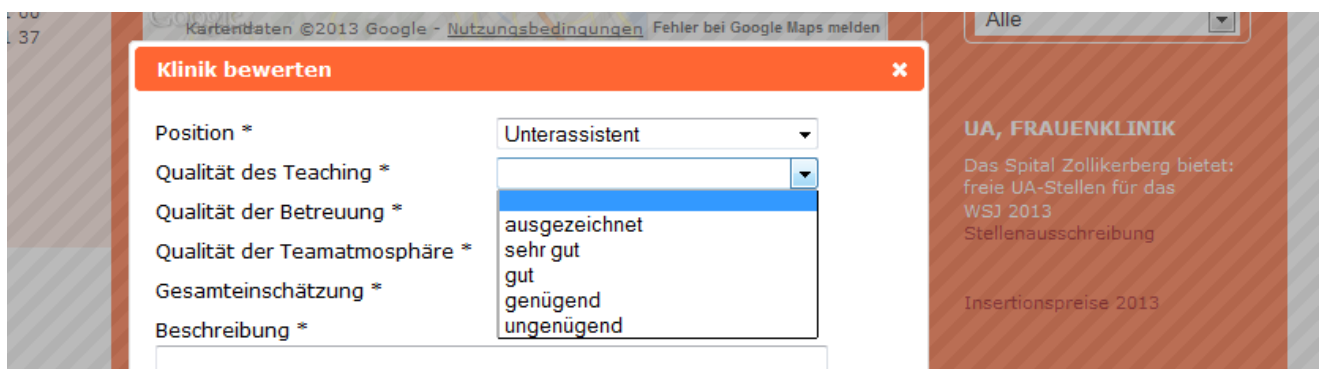 37
Kartendaten ©2013 Google - Nutzungsbedingungen Fehler bei Google Maps melden
Alle
Klinik bewerten
Position *
Unterassistent
Qualität des Teaching *
Qualität der Betreuung *
Qualität der Teamatmosphäre *
Gesamteinschätzung *
Beschreibung *
ausgezeichnet
sehr gut
gut
genügend
ungenügend
UA, FRAUENKLINIK
Das Spital Zollikerberg bietet:
freie UA-Stellen für das
WSJ 2013
Stellenausschreibung
Insertionspreise 2013